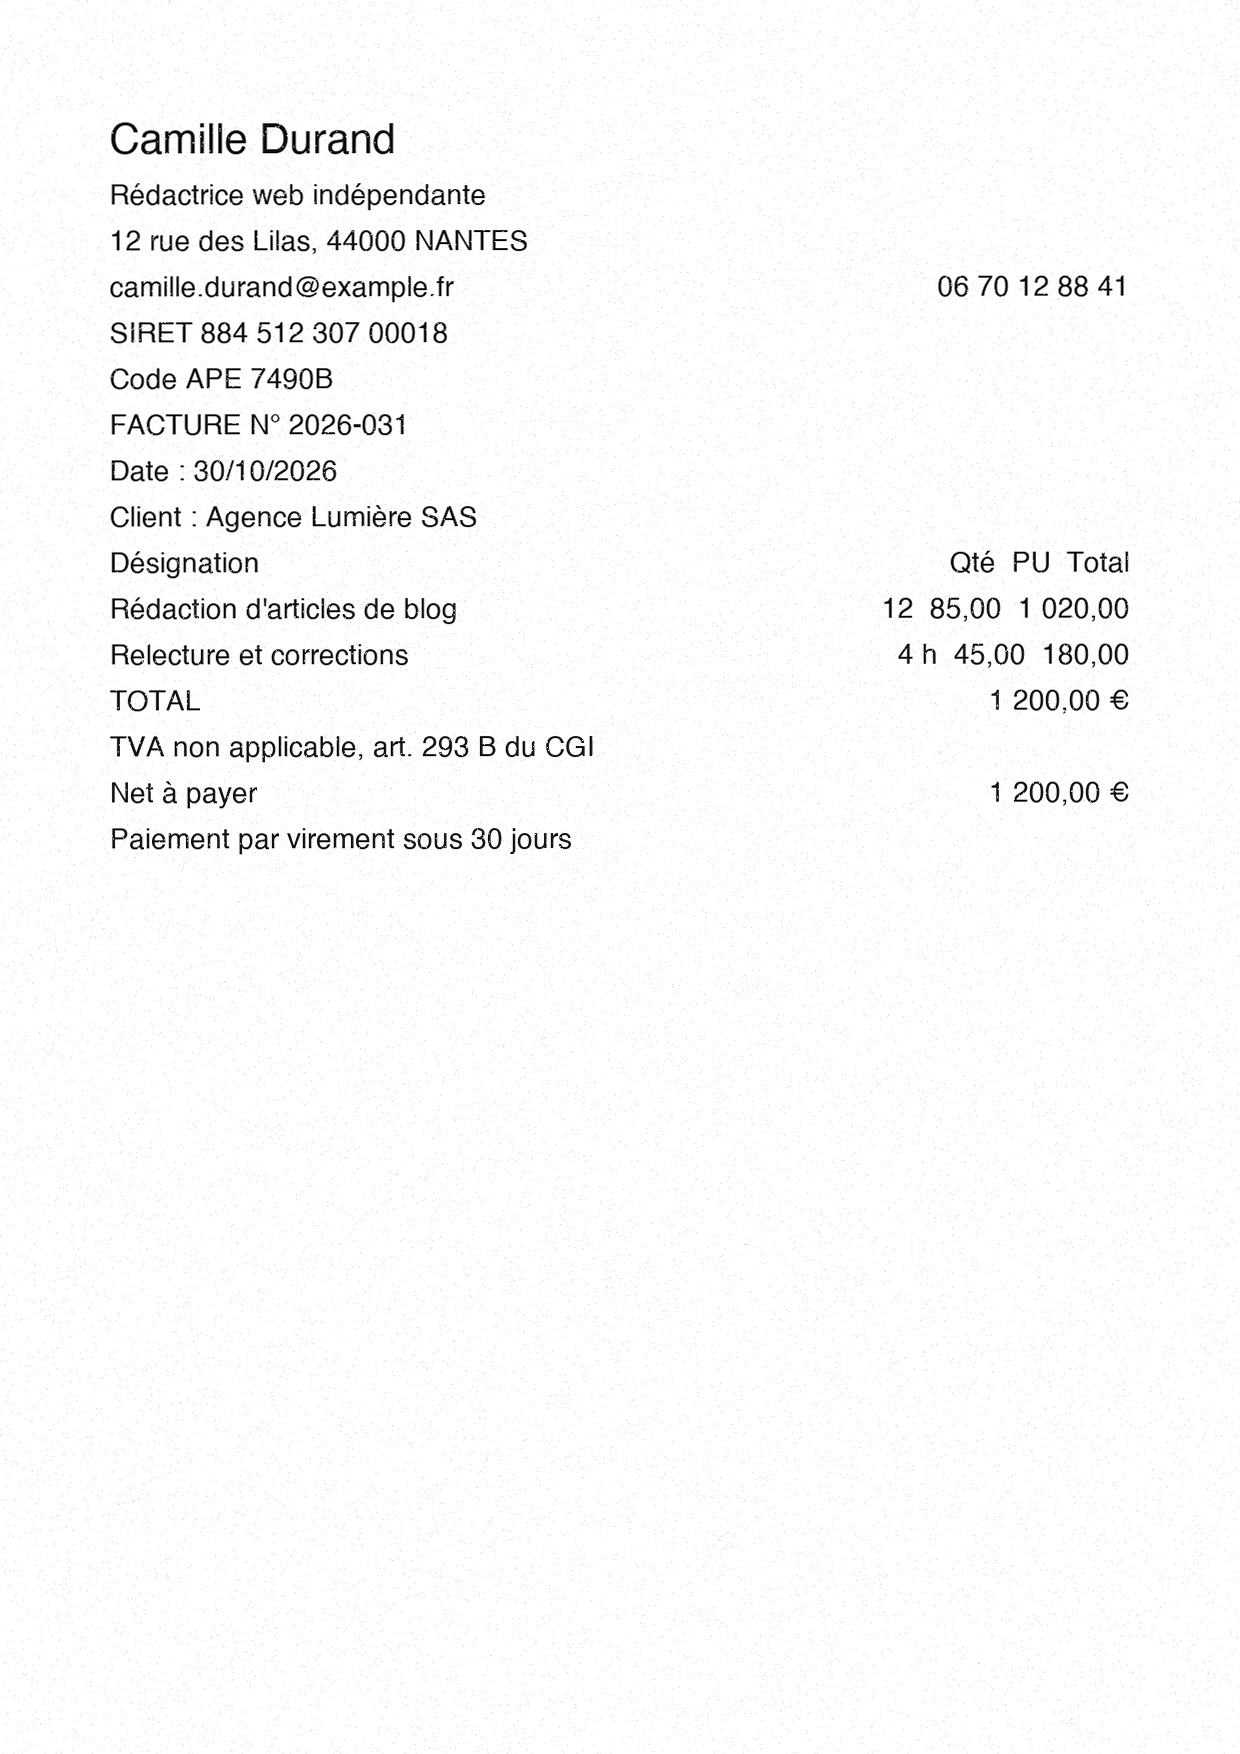 Camille Durand
Rédactrice web indépendante
12 rue des Lilas, 44000 NANTES
camille.durand@example.fr 06 70 12 88 41
SIRET 884 512 307 00018
Code APE 7490B
FACTURE N° 2026-031
Date : 30/10/2026
Client : Agence Lumière SAS
Désignation Qté PU Total
Rédaction d'articles de blog 12 85,00 1 020,00
Relecture et corrections 4 h 45,00 180,00
TOTAL 1 200,00 €
TVA non applicable, art. 293 B du CGI
Net à payer 1 200,00 €
Paiement par virement sous 30 jours